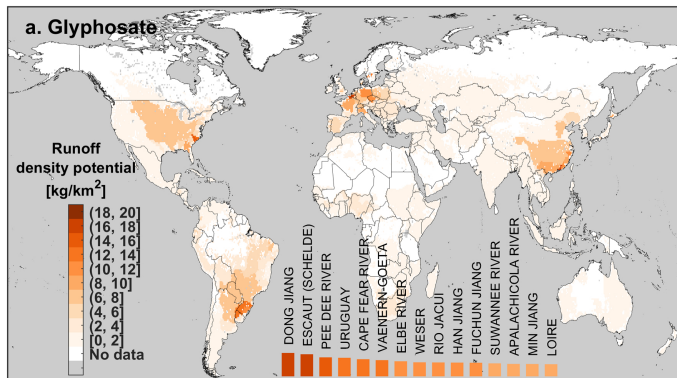 a. Glyphosate
Runoff
density potential
[kg/km2]
(18, 20]
(16, 18]
(14, 16]
(12, 14]
(10, 12]
(8, 10]
(6, 8]
(4, 6]
(2, 4]
[0, 2]
No data
DONG JIANG
ESCAUT (SCHELDE)
PEE DEE RIVER
URUGUAY
CAPE FEAR RIVER
VAENERN-GOETA
ELBE RIVER
WESER
RIO JACUI
HAN JIANG
FUCHUN JIANG
SUWANNEE RIVER
APALACHICOLA RIVER
MIN JIANG
LOIRE